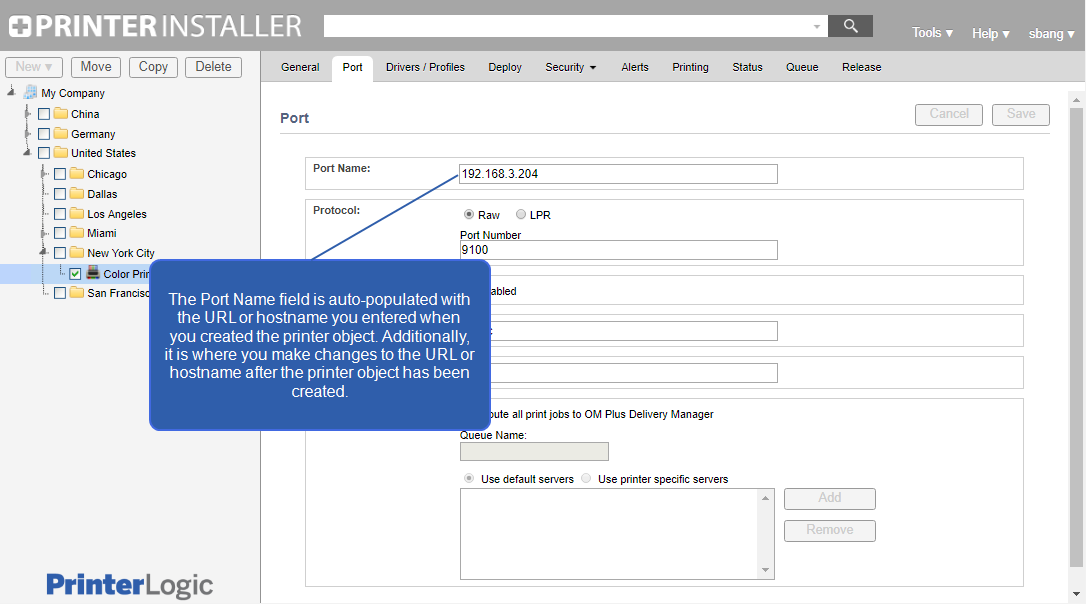 PRINTERINSTALLER
Tools ▾ Help ▾ sbang ▾
New ▾ Move Copy Delete
General Port Drivers / Profiles Deploy Security Alerts Printing Status Queue Release
My Company
China
Germany
United States
Chicago
Dallas
Los Angeles
Miami
New York City
Color Prin
San Francisc
Port
Cancel Save
Port Name: 192.168.3.204
Protocol: Raw LPR
Port Number
9100
abled
The Port Name field is auto-populated with
the URL or hostname you entered when
you created the printer object. Additionally,
it is where you make changes to the URL or
hostname after the printer object has been
created.
ute all print jobs to OM Plus Delivery Manager
Queue Name:
Use default servers Use printer specific servers
Add
Remove
PrinterLogic